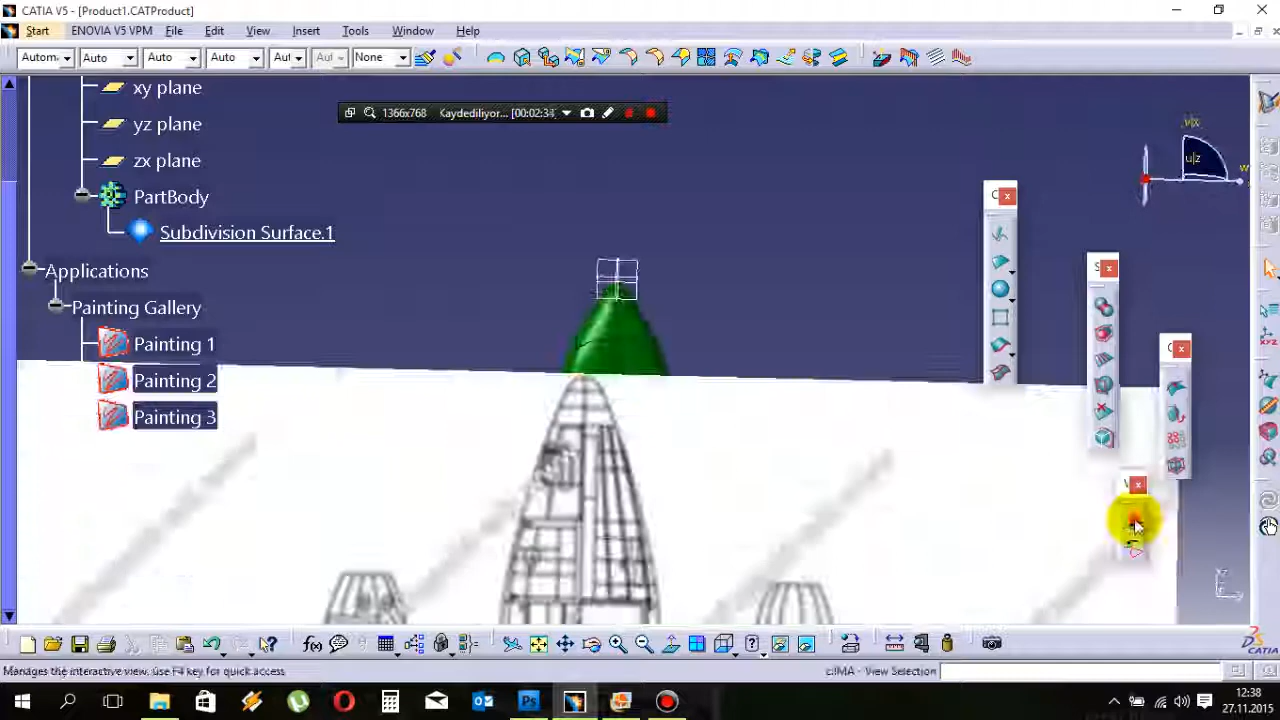 CATIA V5 - [Product1.CATProduct]
Start ENOVIA V5 VPM File Edit View Insert Tools Window Help
Auto Auto Auto None
xy plane
1366x768 Kaydediliyor... [00:02:34]
yz plane
zx plane
PartBody
Subdivision Surface.1
Applications
Painting Gallery
Painting 1
Painting 2
Painting 3
Manages the interactive view, use F4 key for quick access
c:IMA - View Selection
CATIA
12:38
27.11.2015